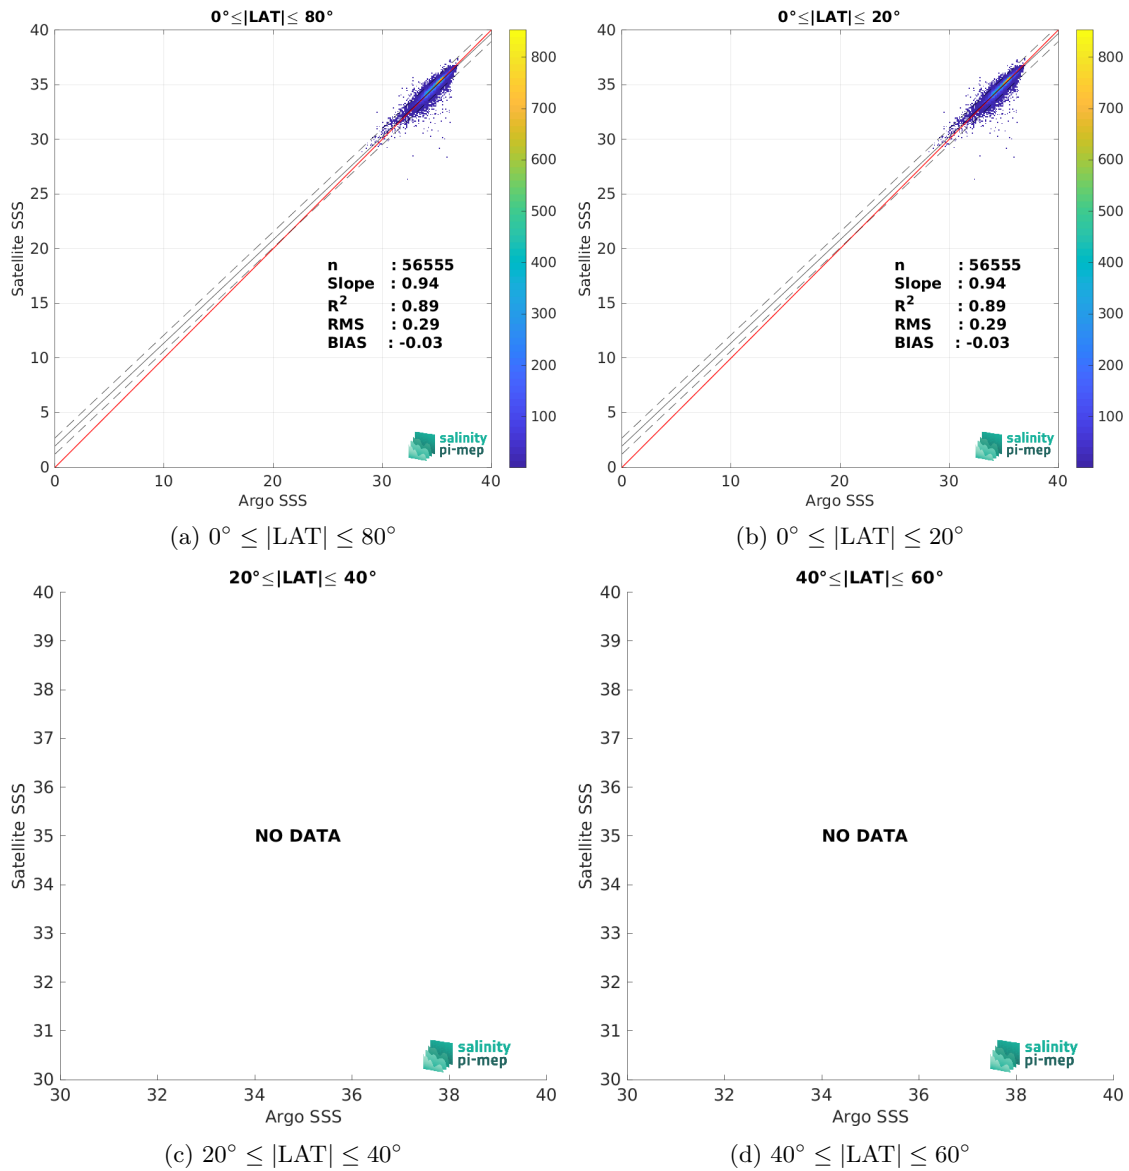 0°≤|LAT|≤ 80°
Satellite SSS
40
35
30
25
20
15
10
5
0
0 10 20 30 40
Argo SSS
n : 56555
Slope : 0.94
R² : 0.89
RMS : 0.29
BIAS : -0.03
salinity
pi-mep
800
700
600
500
400
300
200
100
(a) 0° ≤ |LAT| ≤ 80°
0°≤|LAT|≤ 20°
Satellite SSS
40
35
30
25
20
15
10
5
0
0 10 20 30 40
Argo SSS
n : 56555
Slope : 0.94
R² : 0.89
RMS : 0.29
BIAS : -0.03
salinity
pi-mep
800
700
600
500
400
300
200
100
(b) 0° ≤ |LAT| ≤ 20°
20°≤|LAT|≤ 40°
Satellite SSS
40
39
38
37
36
35
34
33
32
31
30
30 32 34 36 38 40
Argo SSS
NO DATA
salinity
pi-mep
(c) 20° ≤ |LAT| ≤ 40°
40°≤|LAT|≤ 60°
Satellite SSS
40
39
38
37
36
35
34
33
32
31
30
30 32 34 36 38 40
Argo SSS
NO DATA
salinity
pi-mep
(d) 40° ≤ |LAT| ≤ 60°